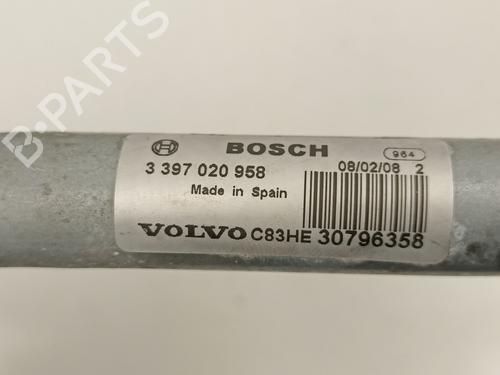 B-PARTS
BOSCH 964
3 397 020 958 08/02/08 2
Made in Spain
VOLVO C83HE 30796358